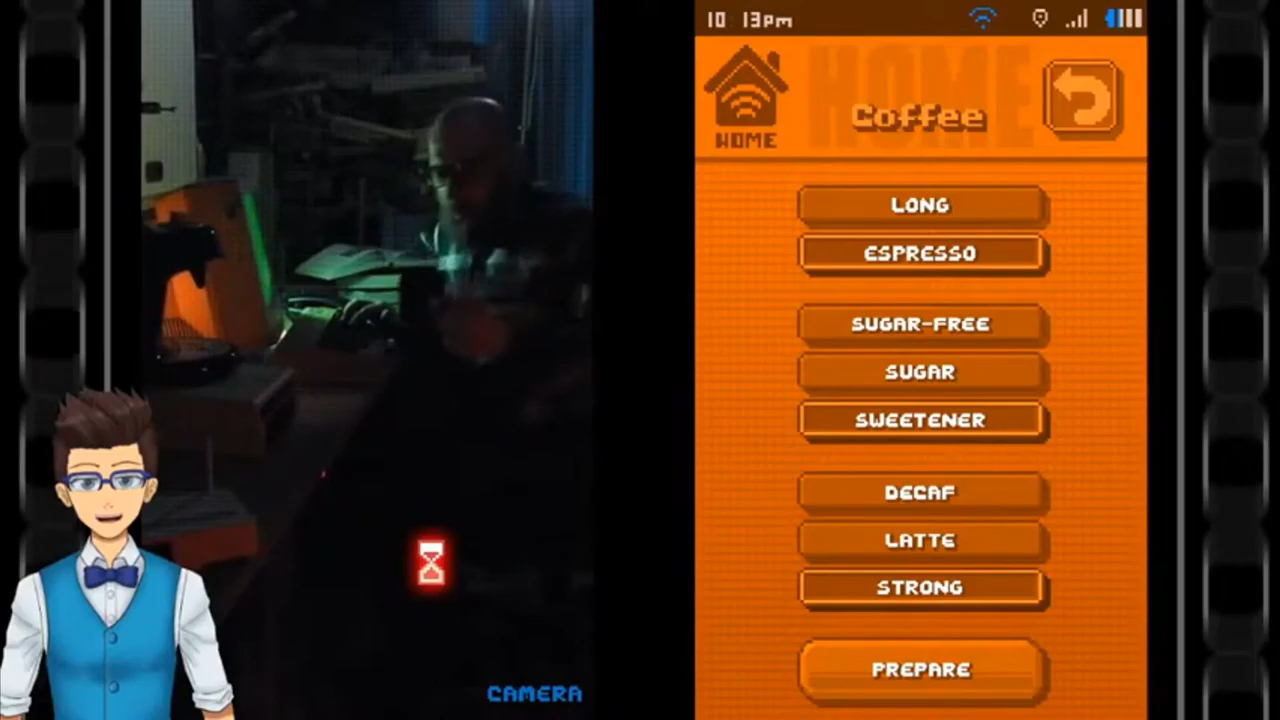 10:13pm
HOME
HOME
Coffee
LONG
ESPRESSO
SUGAR-FREE
SUGAR
SWEETENER
DECAF
LATTE
STRONG
PREPARE
CAMERA